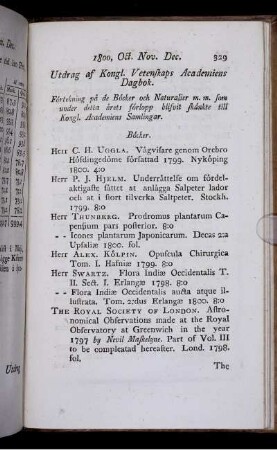 1800, Oct. Nov. Dec. 929
Utdrag af Kongl. Vetenskaps Academiens
Dagbok.
Förtekning på de Böcker och Naturalier m. m. som
under detta årets förlopp blifvit skänkte till
Kongl. Academiens Samlingar.
Böcker.
Herr C. H. UGGLA. Vägvisare genom Örebro
Höfdingedöme författad 1799. Nyköping
1800. 4:o
Herr P. J. HJELM. Underrättelse om fördel-
aktigaste sättet at anlägga Salpeter lador
och at i stort tilverka Saltpeter. Stockh.
1799. 8:o
Herr THUNBERG. Prodromus plantarum Ca-
pensium pars posterior. 8:o
- - Icones plantarum Japonicarum. Decas 2:a
Upsaliæ 1800. fol.
Herr ALEX. KÖLPIN. Opuscula Chirurgica
Tom. I. Hafniæ 1799. 8:o
Herr SWARTZ. Flora Indiæ Occidentalis T.
II. Sect. I. Erlangæ 1798. 8:o
- - Flora Indiæ Occidentalis aucta atque il-
lustrata. Tom. 2:dus Erlangæ 1800. 8:o
THE ROYAL SOCIETY OF LONDON. Astro-
nomical Observations made at the Royal
Observatory at Greenwich in the year
1797 by Nevil Maskelyne. Part of Vol. III
to be compleated hereafter. Lond. 1798.
fol.
The